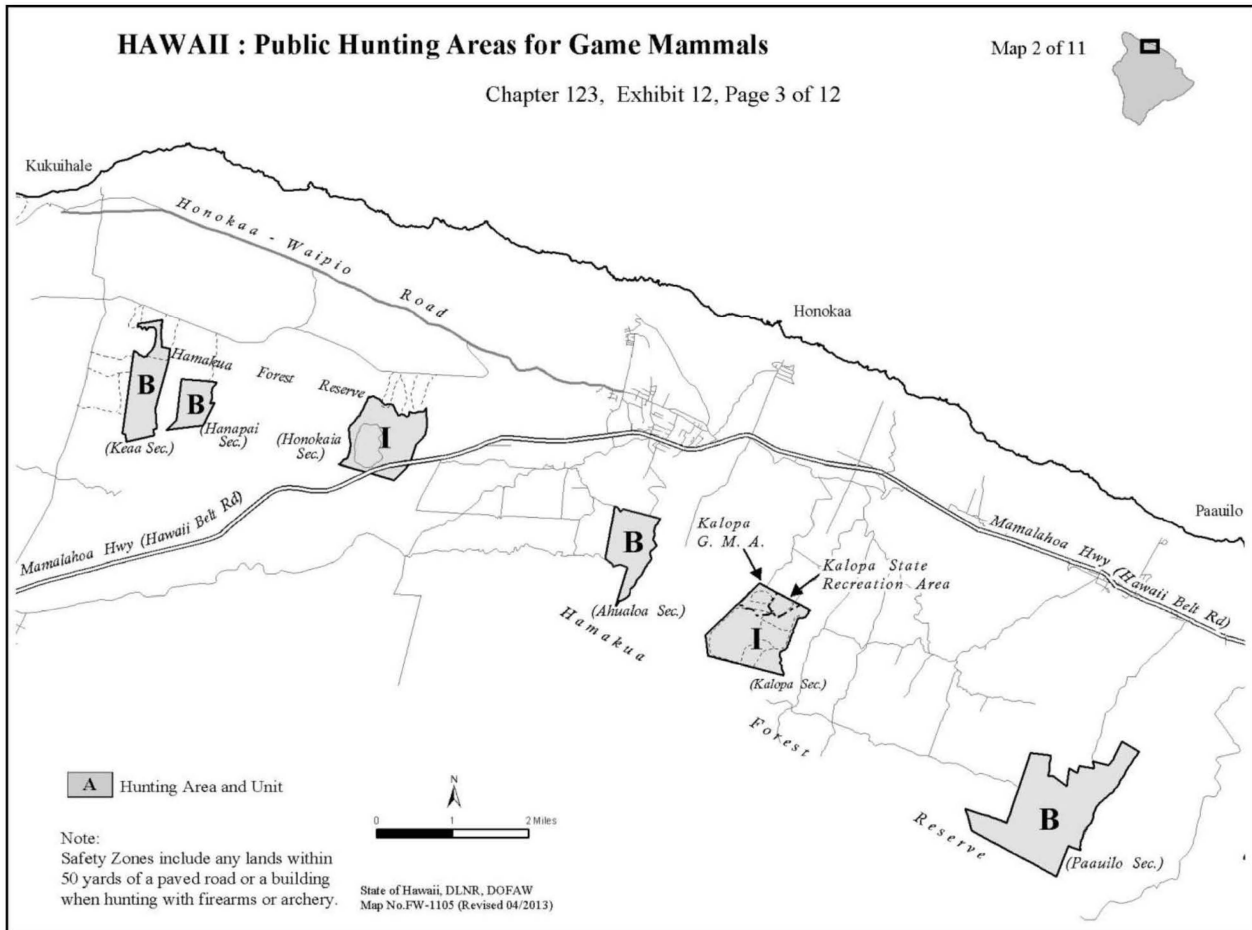 HAWAII : Public Hunting Areas for Game Mammals
Map 2 of 11
Chapter 123, Exhibit 12, Page 3 of 12
Kukuihale
Honokaa - Waipio Road
Honokaa
Paauilo
Hamakua Forest Reserve
B
(Keaa Sec.)
B
(Hanapai
Sec.)
I
(Honokaia
Sec.)
Mamalahoa Hwy (Hawaii Belt Rd)
Mamalahoa Hwy (Hawaii Belt Rd)
B
(Ahualoa Sec.)
Kalopa
G. M. A.
Kalopa State
Recreation Area
I
(Kalopa Sec.)
Hamakua Forest Reserve
B
(Paauilo Sec.)
A Hunting Area and Unit
N
0 1 2 Miles
Note:
Safety Zones include any lands within
50 yards of a paved road or a building
when hunting with firearms or archery.
State of Hawaii, DLNR, DOFAW
Map No.FW-1105 (Revised 04/2013)